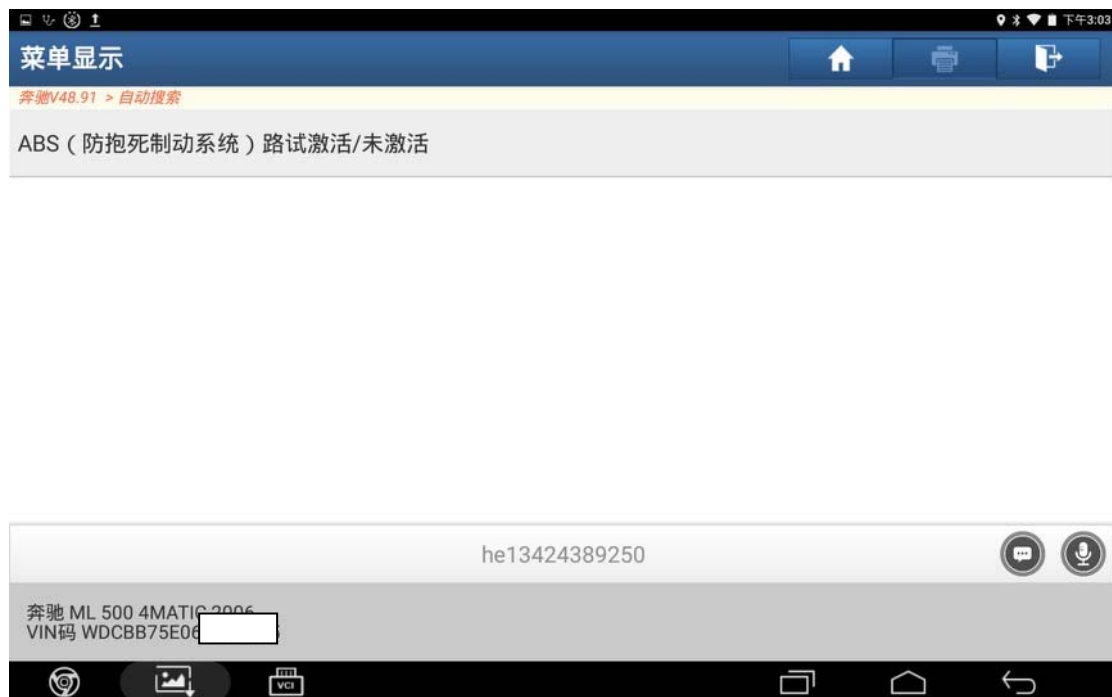 下午3:03
菜单显示
奔驰V48.91 > 自动搜索
ABS（防抱死制动系统）路试激活/未激活
he13424389250
奔驰 ML 500 4MATIC 2006
VIN码 WDCBB75E06
VCI